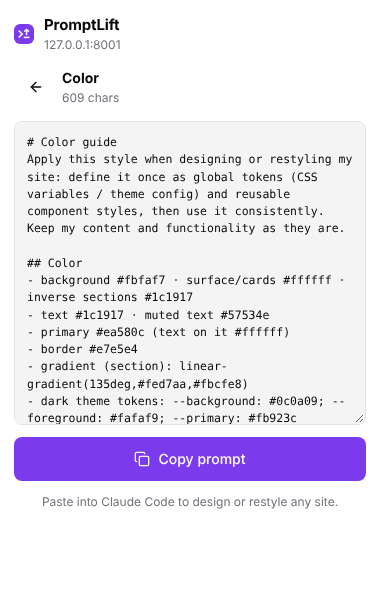 PromptLift
127.0.0.1:8001
Color
609 chars
# Color guide
Apply this style when designing or restyling my
site: define it once as global tokens (CSS
variables / theme config) and reusable
component styles, then use it consistently.
Keep my content and functionality as they are.
## Color
- background #fbfaf7 · surface/cards #ffffff ·
inverse sections #1c1917
- text #1c1917 · muted text #57534e
- primary #ea580c (text on it #ffffff)
- border #e7e5e4
- gradient (section): linear-
gradient(135deg,#fed7aa,#fbcfe8)
- dark theme tokens: --background: #0c0a09; --
foreground: #fafaf9; --primary: #fb923c
Copy prompt
Paste into Claude Code to design or restyle any site.